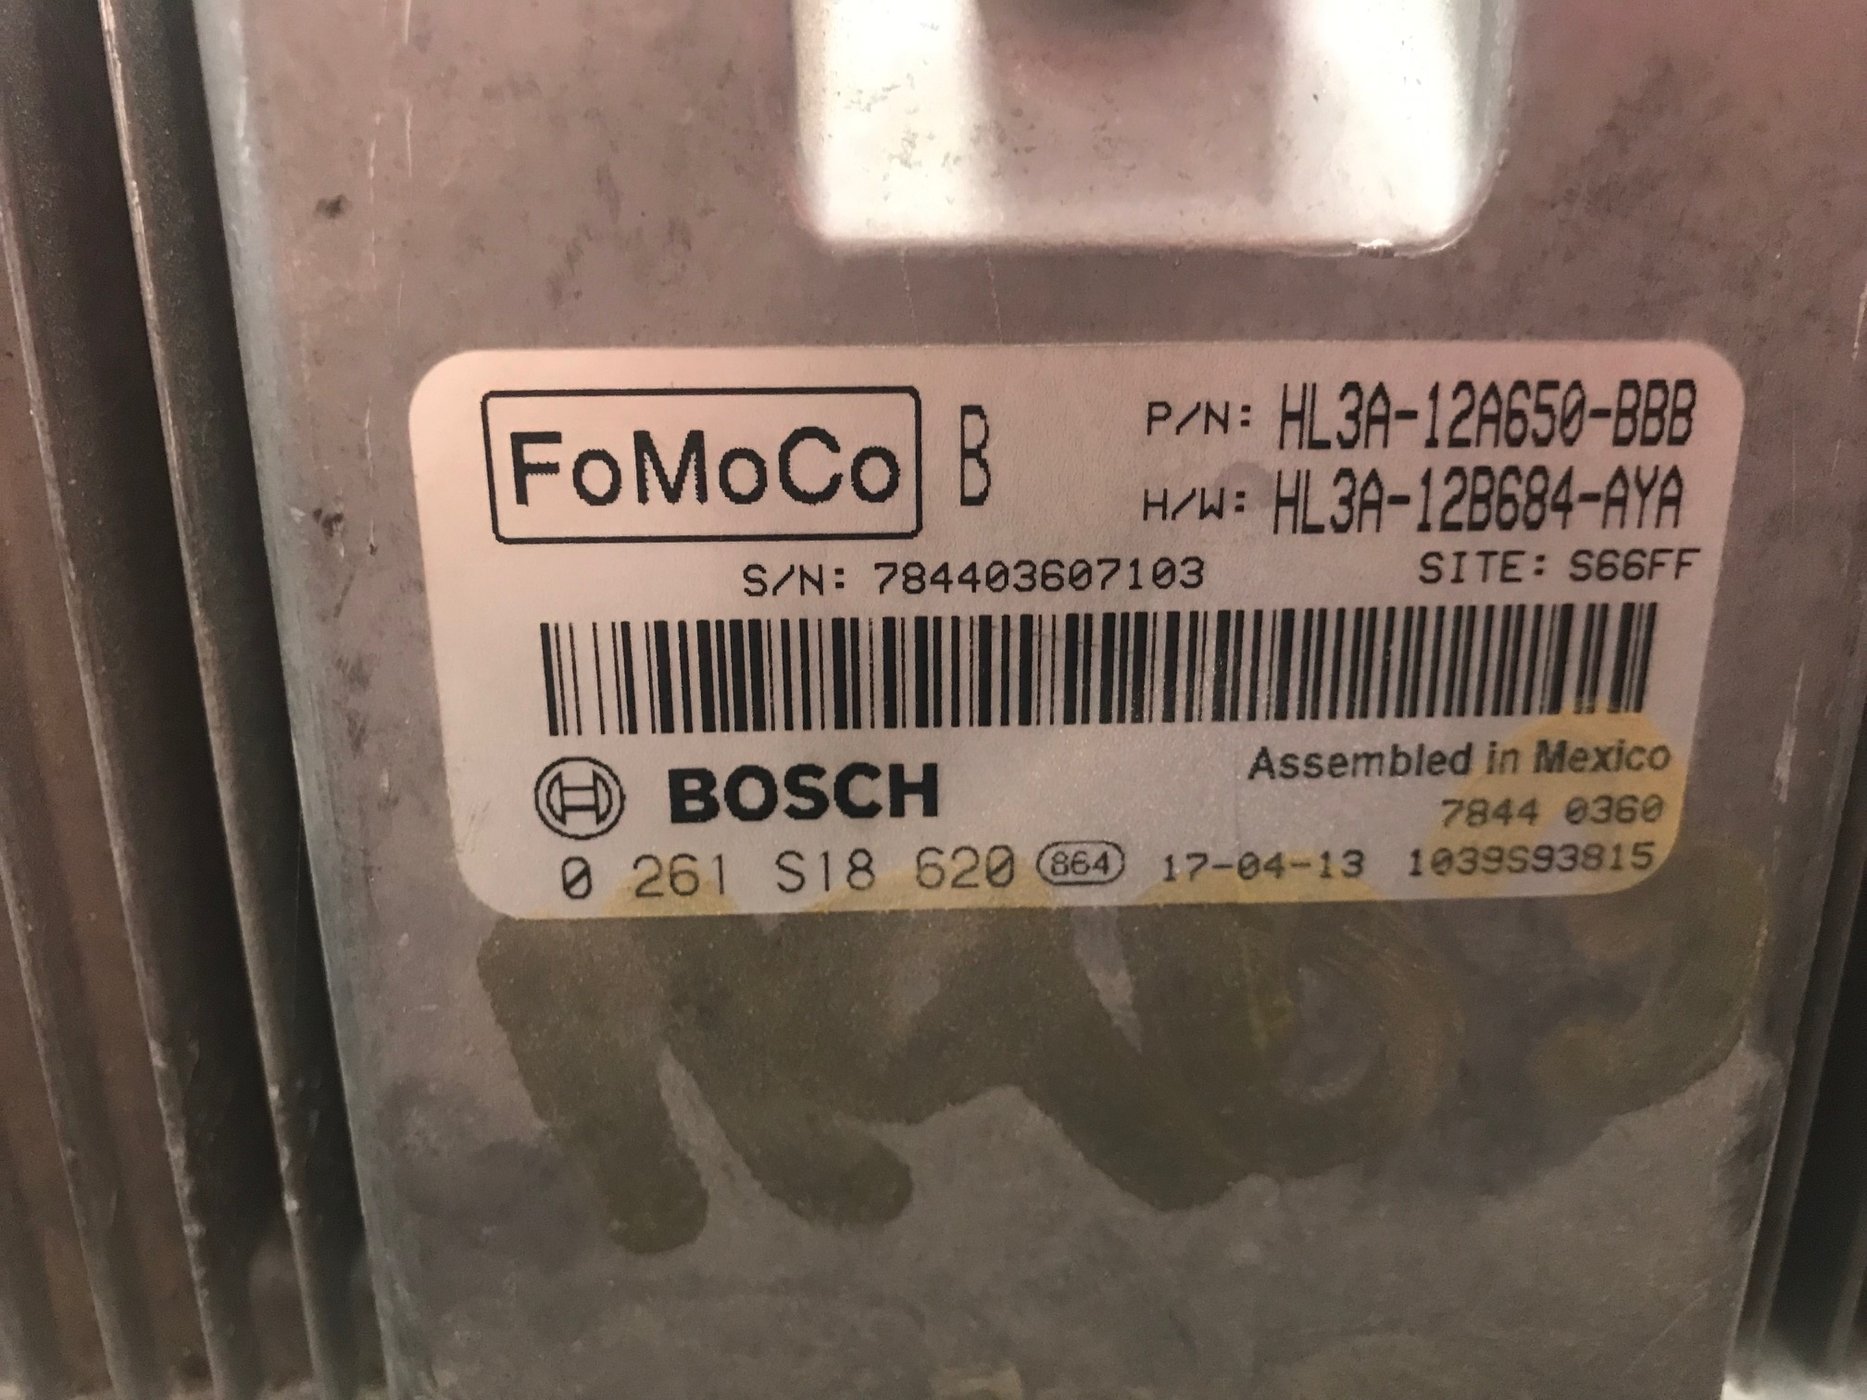 FoMoCo B P/N: HL3A-12A650-BBB
H/W: HL3A-12B684-AYA
S/N: 784403607103 SITE: S66FF
BOSCH Assembled in Mexico
7844 0360
0 261 S18 620 864 17-04-13 1039S93815